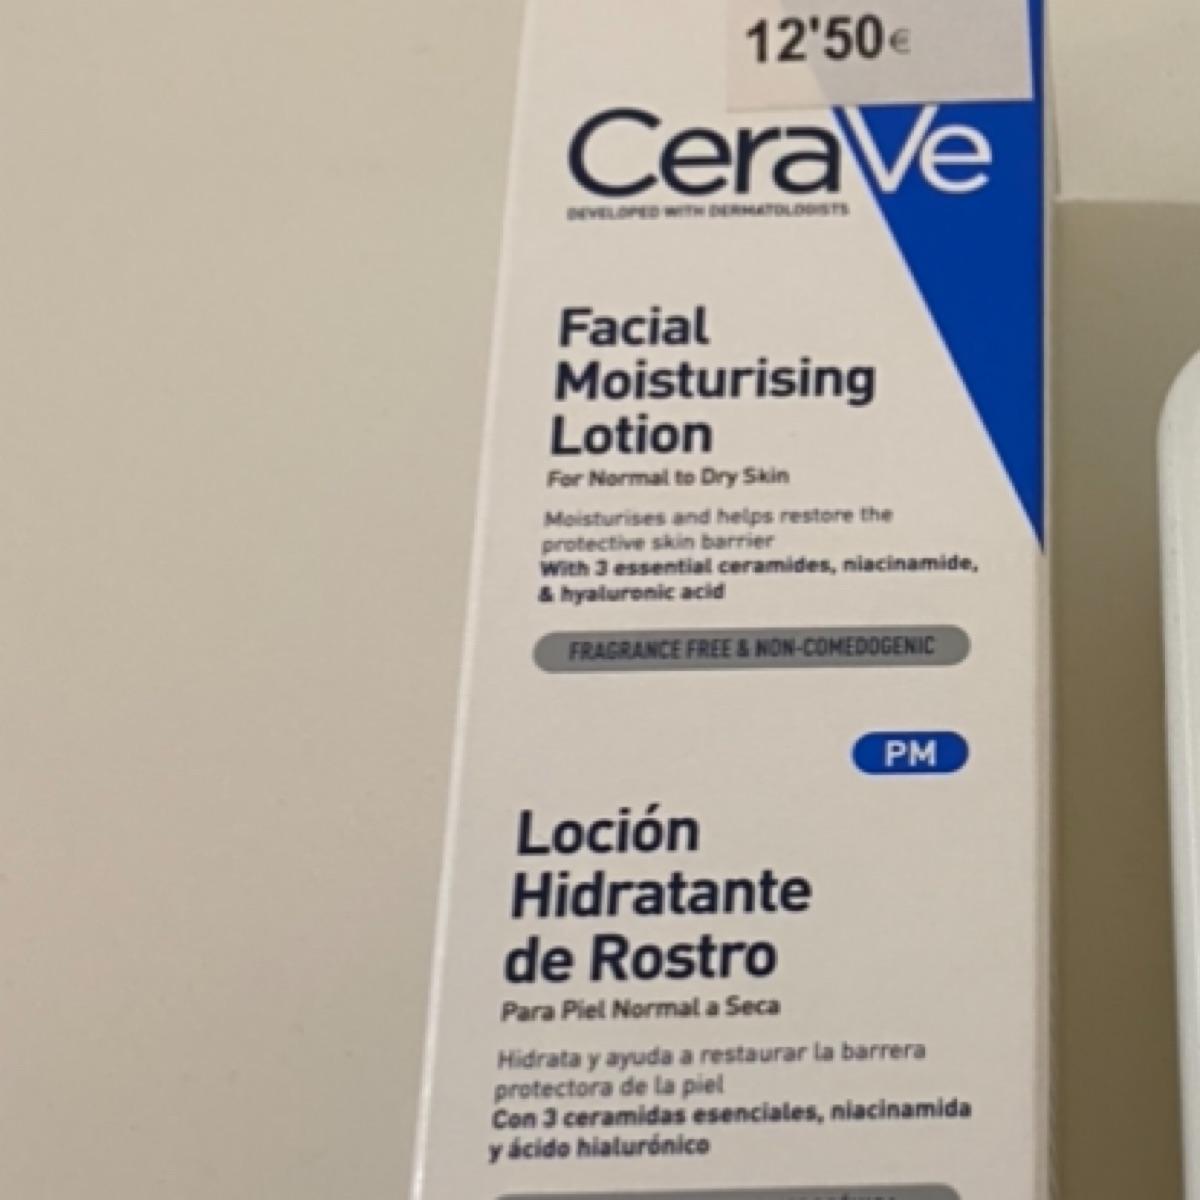 12'50€
CeraVe
DEVELOPED WITH DERMATOLOGISTS
Facial
Moisturising
Lotion
For Normal to Dry Skin
Moisturises and helps restore the
protective skin barrier
With 3 essential ceramides, niacinamide,
& hyaluronic acid
FRAGRANCE FREE & NON-COMEDOGENIC
PM
Loción
Hidratante
de Rostro
Para Piel Normal a Seca
Hidrata y ayuda a restaurar la barrera
protectora de la piel
Con 3 ceramidas esenciales, niacinamida
y ácido hialurónico